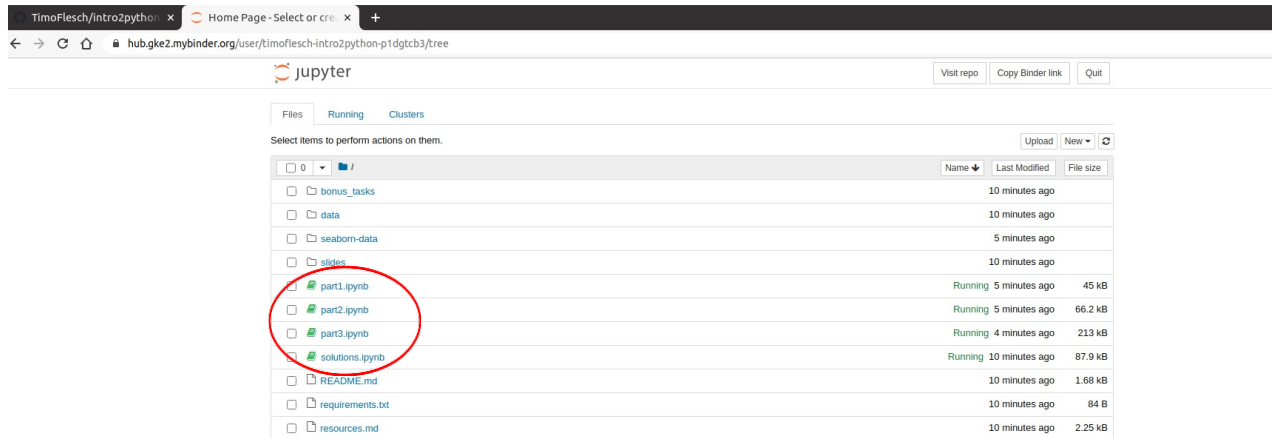 TimoFlesch/intro2python
Home Page - Select or cre
hub.gke2.mybinder.org/user/timoflesch-intro2python-p1dgtcb3/tree
jupyter
Visit repo Copy Binder link Quit
Files Running Clusters
Select items to perform actions on them.
Upload New
0 / Name Last Modified File size
bonus_tasks 10 minutes ago
data 10 minutes ago
seaborn-data 5 minutes ago
slides 10 minutes ago
part1.ipynb Running 5 minutes ago 45 kB
part2.ipynb Running 5 minutes ago 66.2 kB
part3.ipynb Running 4 minutes ago 213 kB
solutions.ipynb Running 10 minutes ago 87.9 kB
README.md 10 minutes ago 1.68 kB
requirements.txt 10 minutes ago 84 B
resources.md 10 minutes ago 2.25 kB